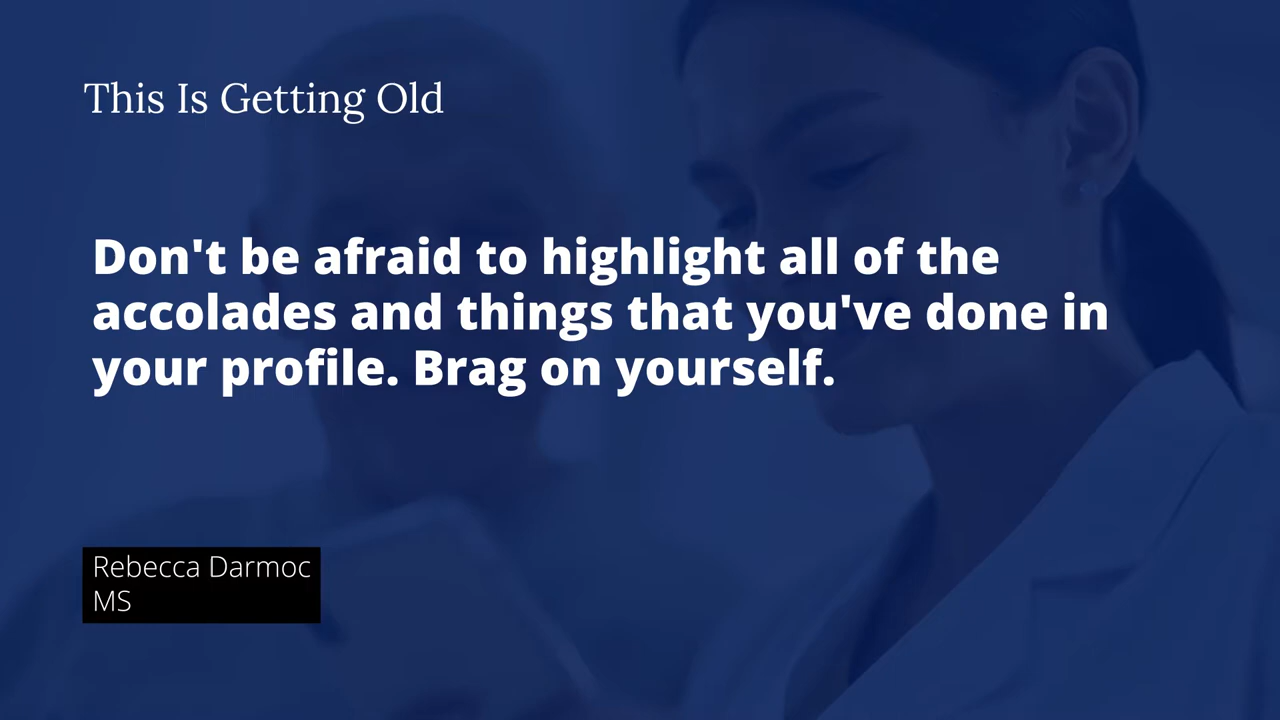 This Is Getting Old
Don't be afraid to highlight all of the
accolades and things that you've done in
your profile. Brag on yourself.
Rebecca Darmoc
MS